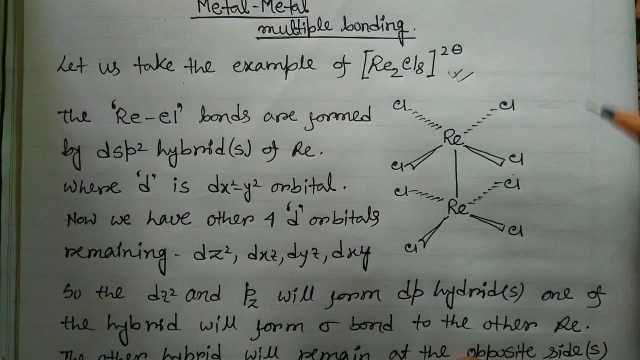 Metal-Metal
multiple bonding.
Let us take the example of [Re2Cl8]2⊖
The 'Re-Cl' bonds are formed
by dsp2 hybrid(s) of Re.
where 'd' is dx2-y2 orbital.
Now we have other 4 'd' orbitals
remaining - dz2, dxz, dyz, dxy
Cl Cl
Re
Cl Cl
Cl Cl
Re
Cl Cl
So the dz2 and pz will form dp hydrid(s) one of
the hybrid will form σ bond to the other Re.
The other hybrid will remain at the opposite side(s)